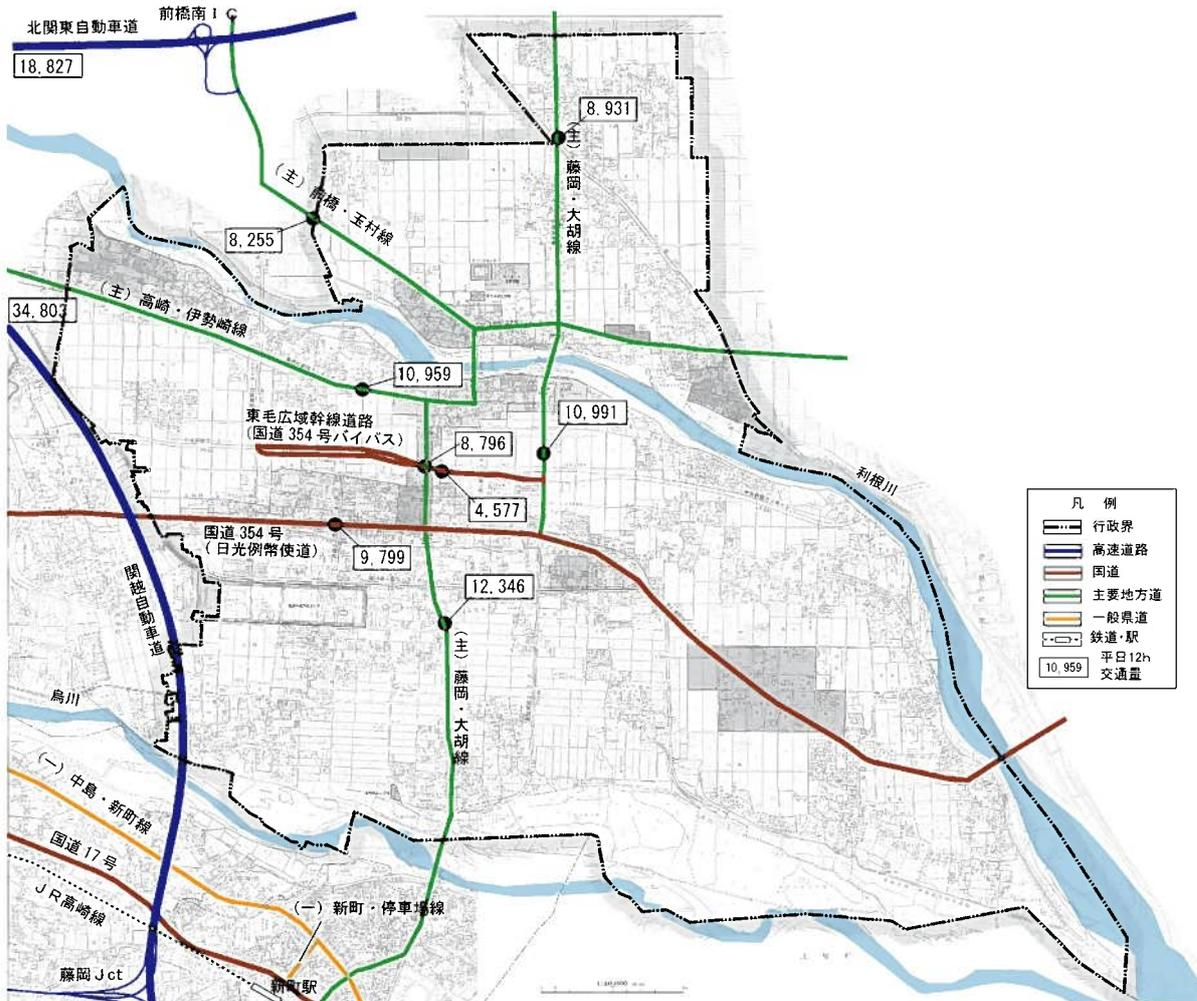 前橋南ＩＣ
北関東自動車道
18,827
8,931
(主)藤岡・大胡線
(主)前橋・玉村線
8,255
(主)高崎・伊勢崎線
34,803
10,959
東毛広域幹線道路
(国道354号バイパス)
10,991
8,796
4,577
利根川
国道354号
(日光例幣使道)
9,799
関越自動車道
12,346
(主)藤岡・大胡線
烏川
(一)中島・新町線
国道17号
ＪＲ高崎線
(一)新町・停車場線
藤岡Jct
新町駅
凡 例
行政界
高速道路
国道
主要地方道
一般県道
鉄道・駅
10,959
平日12h
交通量